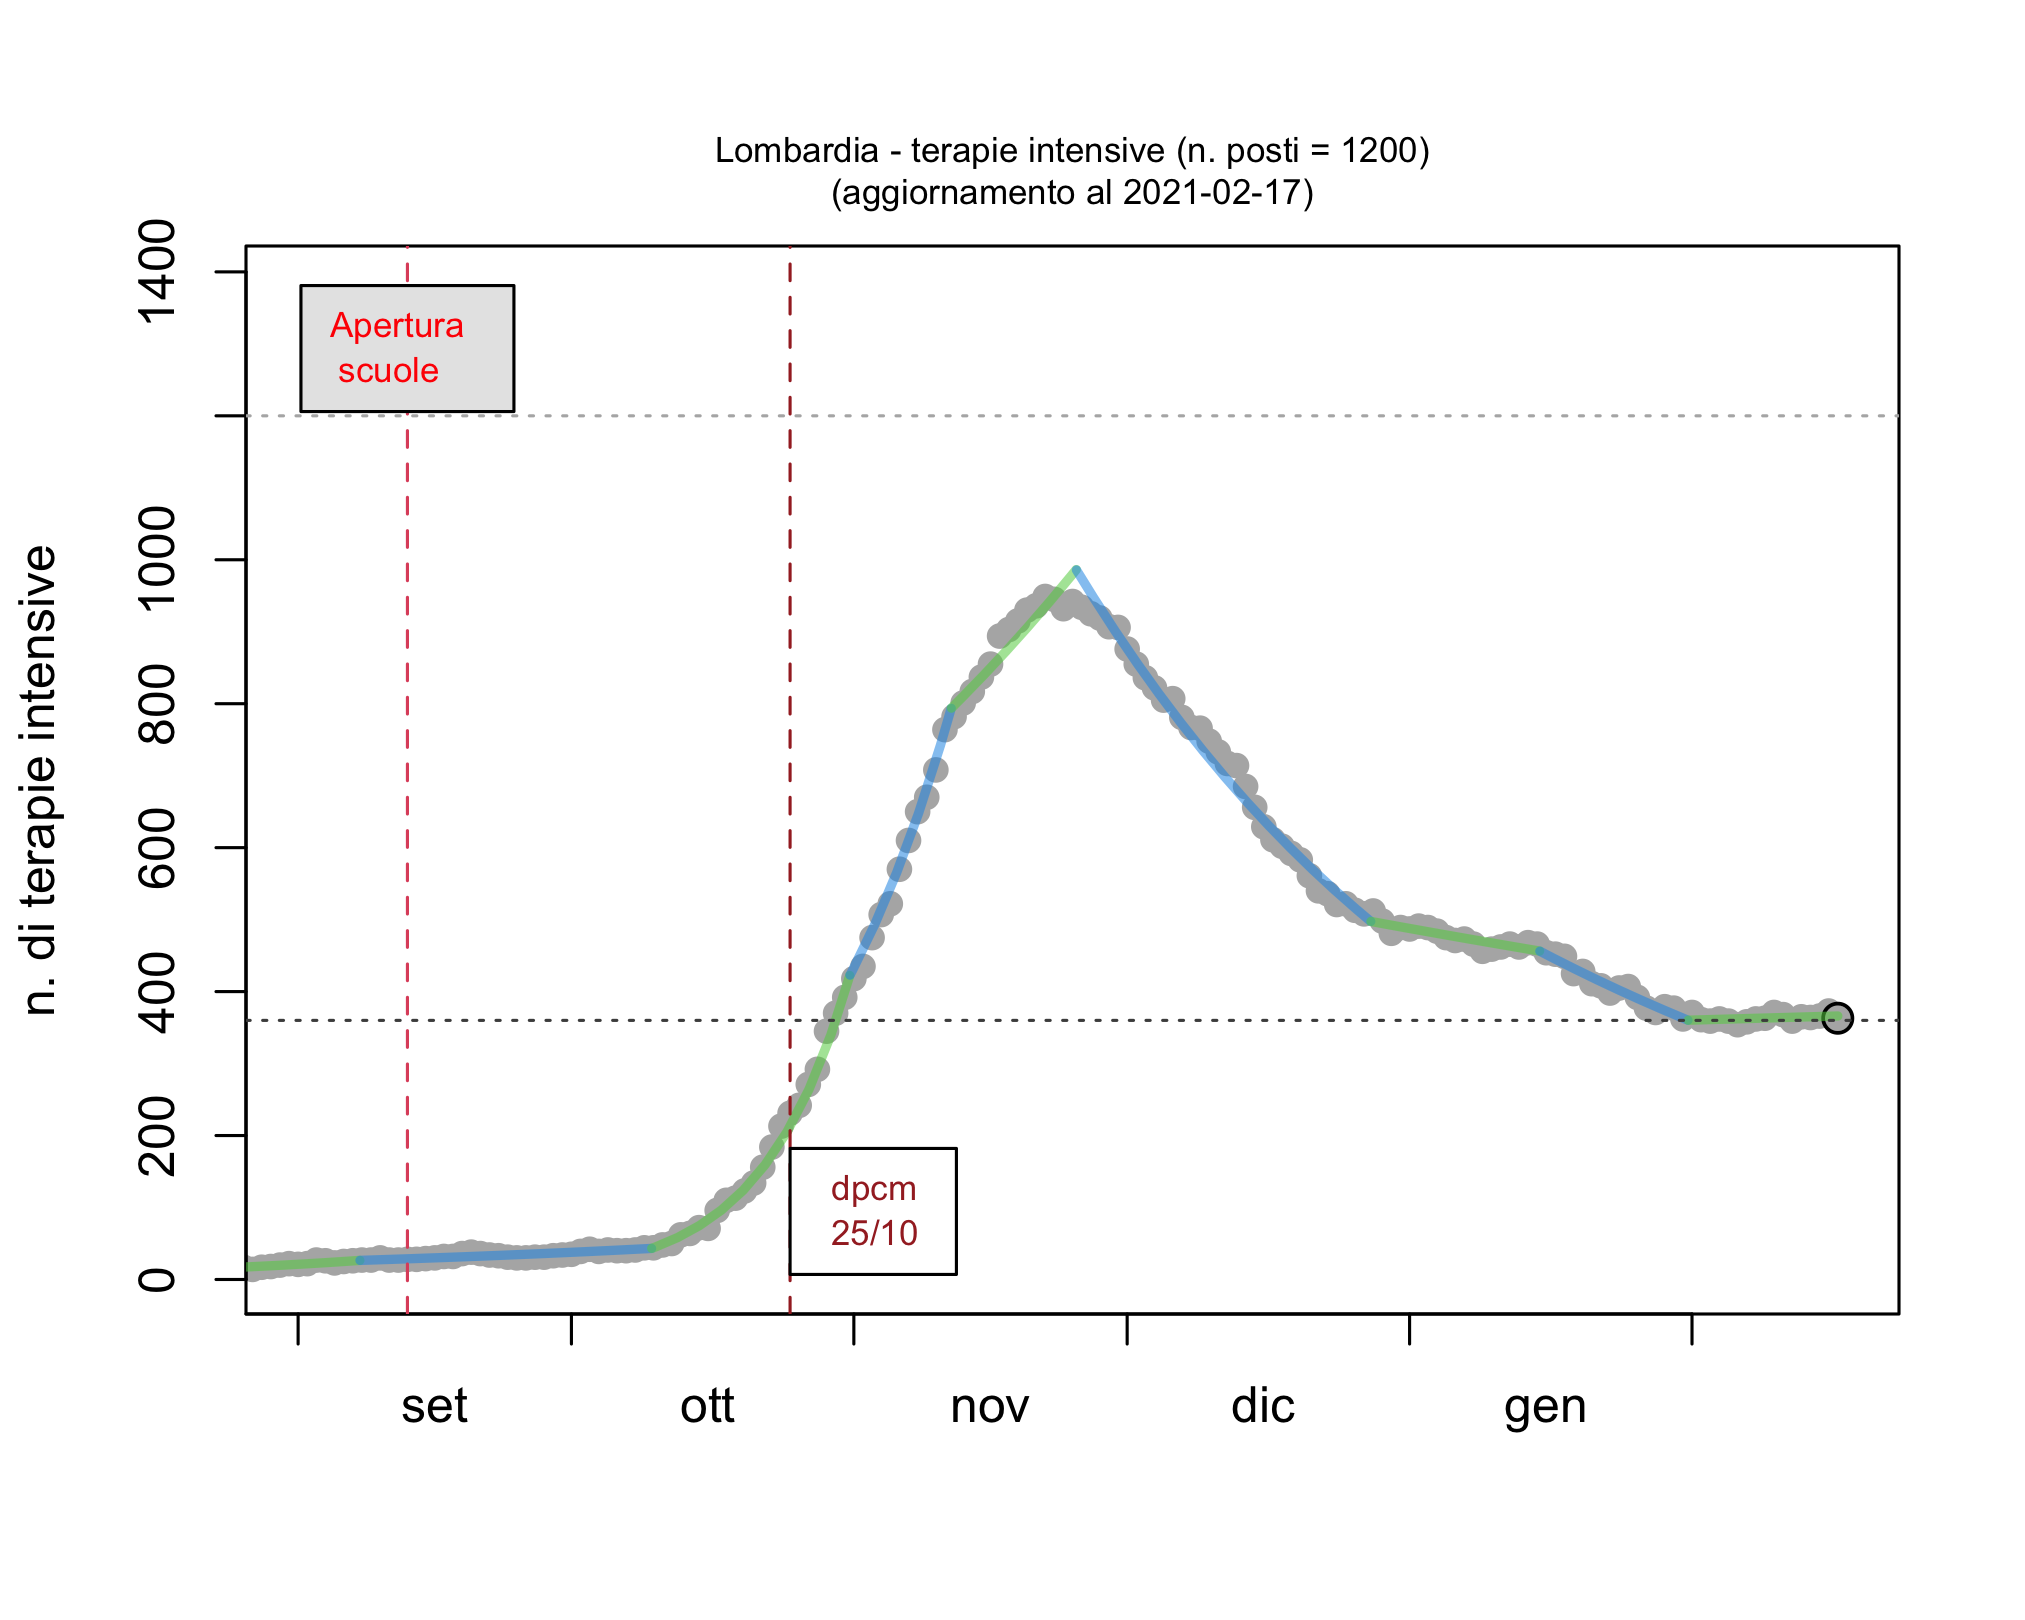 Lombardia - terapie intensive (n. posti = 1200)
(aggiornamento al 2021-02-17)
n. di terapie intensive
1400
1000
800
600
400
200
0
Apertura
scuole
dpcm
25/10
set
ott
nov
dic
gen